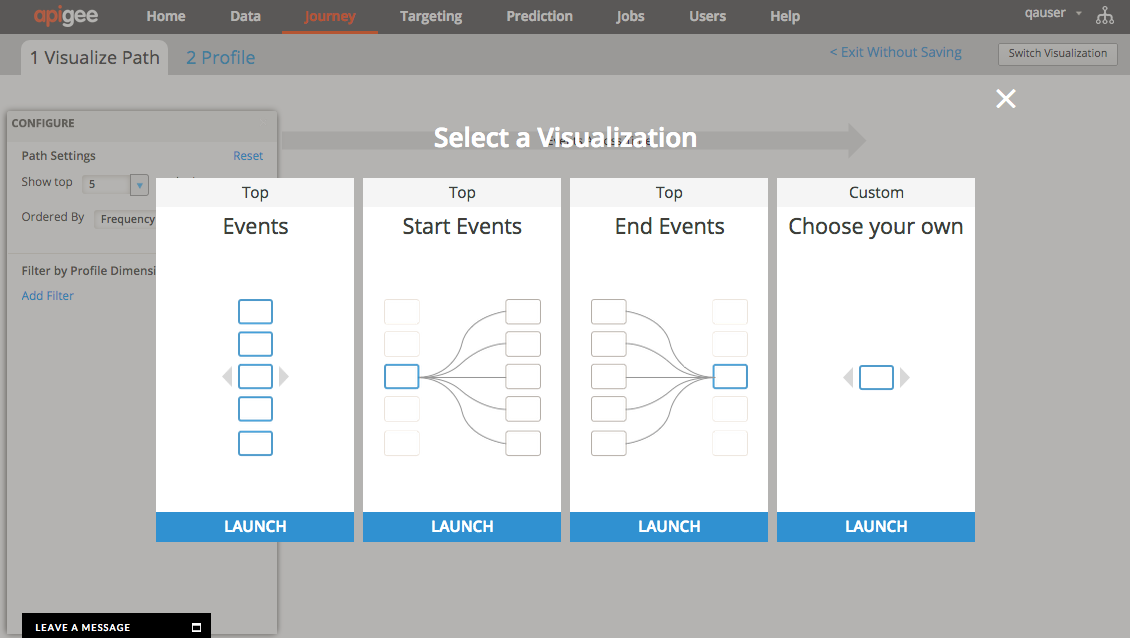 apigee Home Data Journey Targeting Prediction Jobs Users Help qauser
1 Visualize Path 2 Profile < Exit Without Saving Switch Visualization
CONFIGURE
Select a Visualization
Path Settings Reset
Show top 5
Ordered By Frequency
Filter by Profile Dimensi
Add Filter
Top
Events
LAUNCH
Top
Start Events
LAUNCH
Top
End Events
LAUNCH
Custom
Choose your own
LAUNCH
LEAVE A MESSAGE